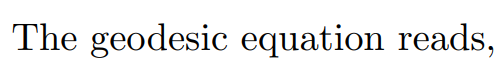 The geodesic equation reads,